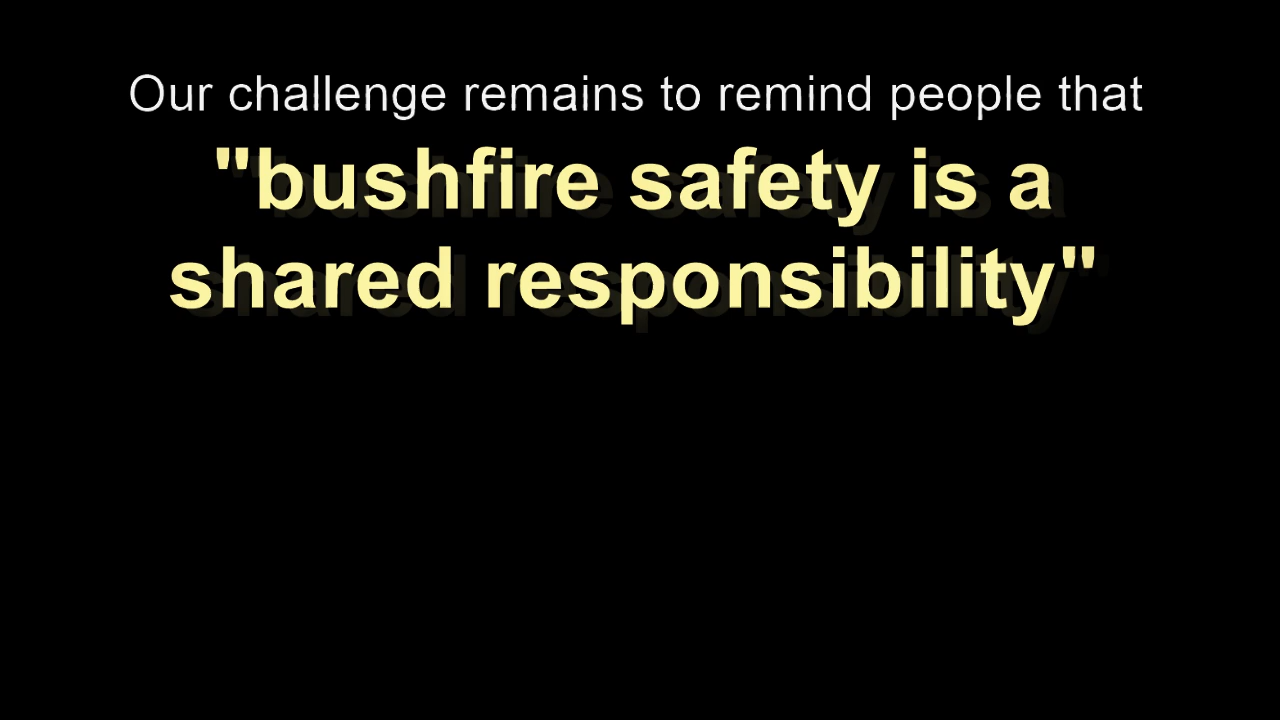 Our challenge remains to remind people that
"bushfire safety is a
shared responsibility"